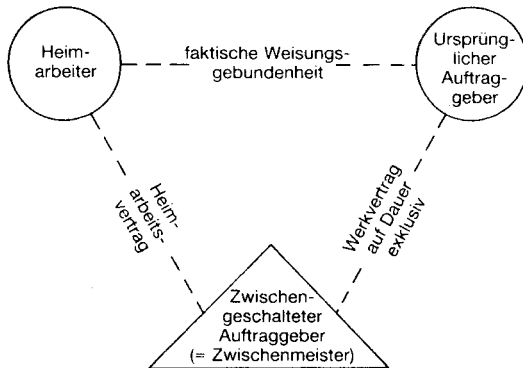 Heim-
arbeiter
faktische Weisungs-
gebundenheit
Ursprüng-
licher
Auftrag-
geber
Heim-
arbeits-
vertrag
Werkvertrag
auf Dauer
exklusiv
Zwischen-
geschalteter
Auftraggeber
(= Zwischenmeister)